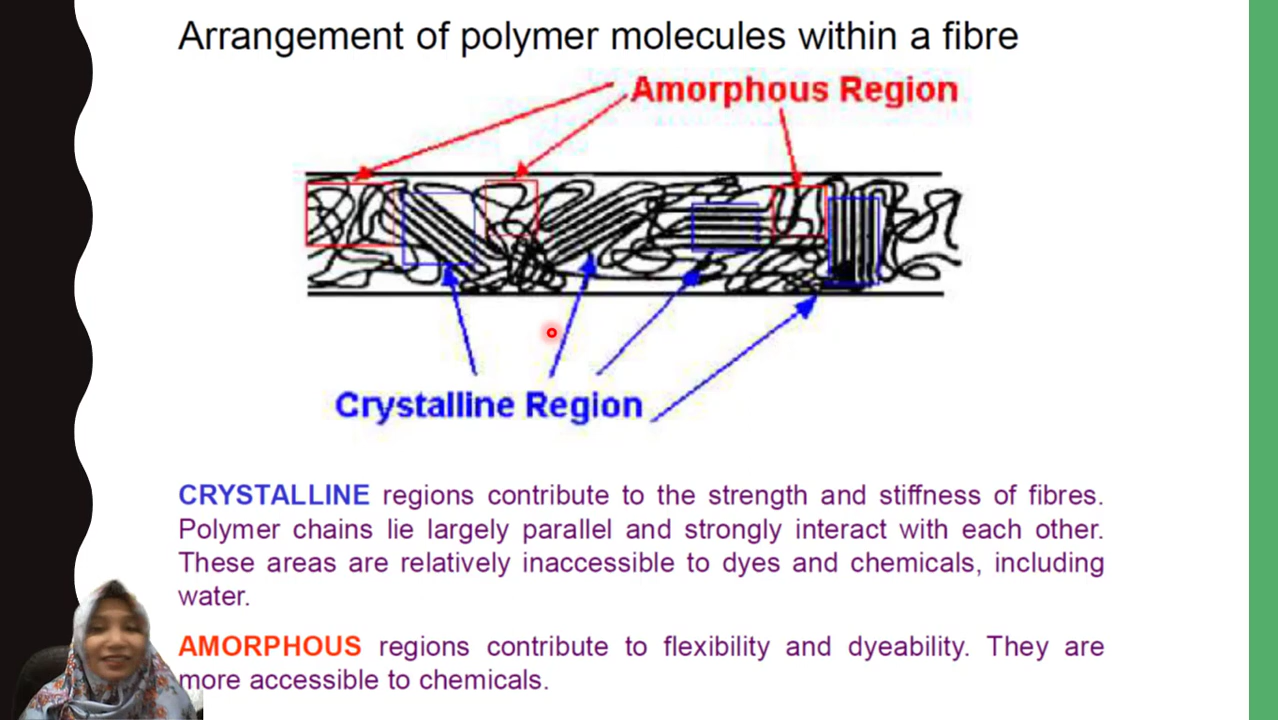 Arrangement of polymer molecules within a fibre
Amorphous Region
Crystalline Region
CRYSTALLINE regions contribute to the strength and stiffness of fibres.
Polymer chains lie largely parallel and strongly interact with each other.
These areas are relatively inaccessible to dyes and chemicals, including
water.
AMORPHOUS regions contribute to flexibility and dyeability. They are
more accessible to chemicals.